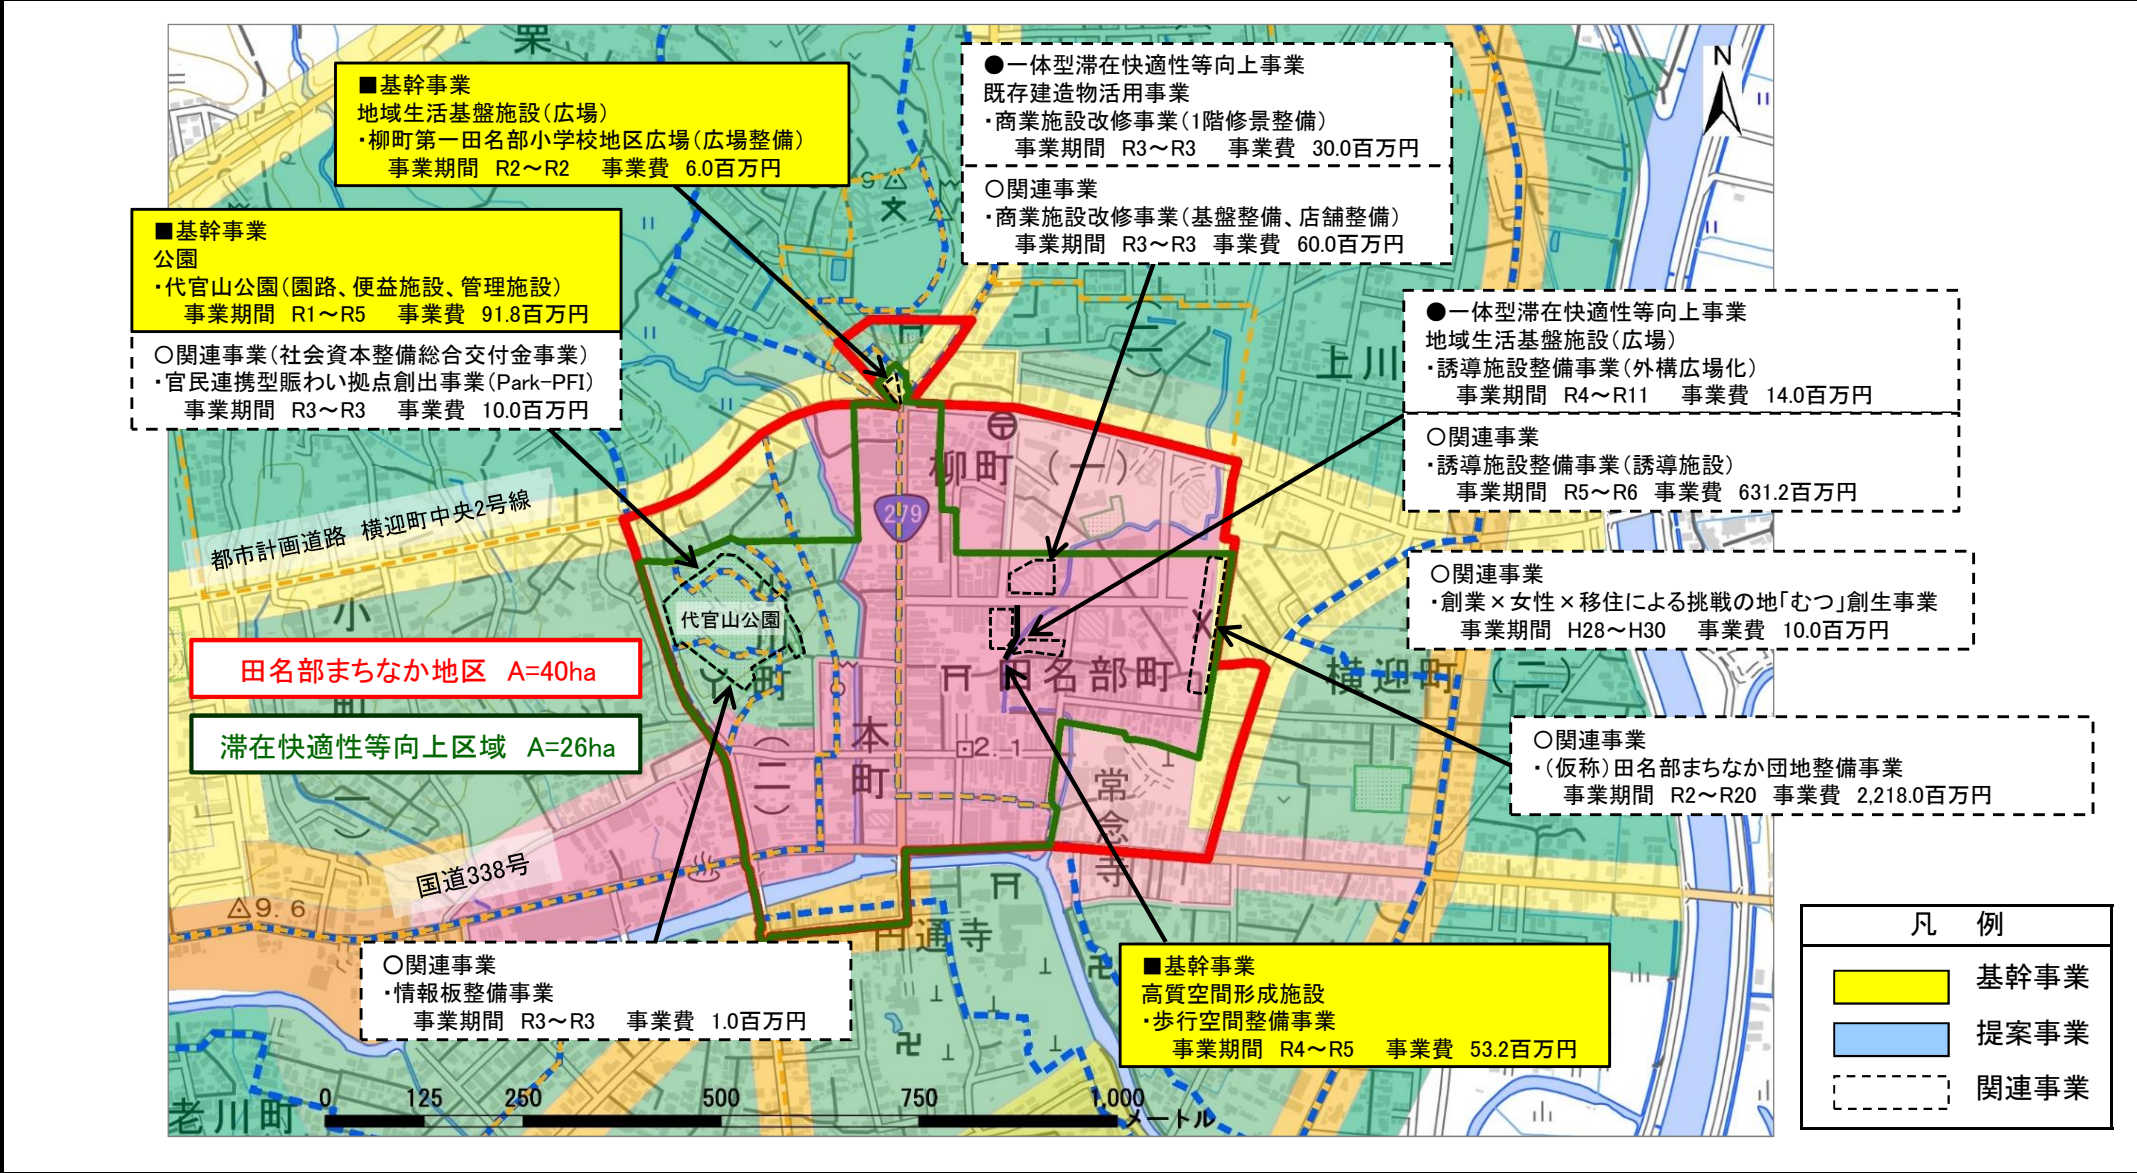 ■基幹事業
地域生活基盤施設(広場)
・柳町第一田名部小学校地区広場(広場整備)
事業期間 R2～R2 事業費 6.0百万円
●一体型滞在快適性等向上事業
既存建造物活用事業
・商業施設改修事業(1階修景整備)
事業期間 R3～R3 事業費 30.0百万円
○関連事業
・商業施設改修事業(基盤整備、店舗整備)
事業期間 R3～R3 事業費 60.0百万円
N
■基幹事業
公園
・代官山公園(園路、便益施設、管理施設)
事業期間 R1～R5 事業費 91.8百万円
○関連事業(社会資本整備総合交付金事業)
・官民連携型賑わい拠点創出事業(Park-PFI)
事業期間 R3～R3 事業費 10.0百万円
●一体型滞在快適性等向上事業
地域生活基盤施設(広場)
・誘導施設整備事業(外構広場化)
事業期間 R4～R11 事業費 14.0百万円
○関連事業
・誘導施設整備事業(誘導施設)
事業期間 R5～R6 事業費 631.2百万円
○関連事業
・創業×女性×移住による挑戦の地「むつ」創生事業
事業期間 H28～H30 事業費 10.0百万円
○関連事業
・(仮称)田名部まちなか団地整備事業
事業期間 R2～R20 事業費 2,218.0百万円
都市計画道路 横迎町中央2号線
田名部まちなか地区 A=40ha
滞在快適性等向上区域 A=26ha
代官山公園
国道338号
栗
上川
(二)
柳町(一)
279
小
町
(一)
町
(二)
田名部町
本町
2.1
常念寺
横迎町(二)
円通寺
9.6
老川町
○関連事業
・情報板整備事業
事業期間 R3～R3 事業費 1.0百万円
■基幹事業
高質空間形成施設
・歩行空間整備事業
事業期間 R4～R5 事業費 53.2百万円
0 125 250 500 750 1,000
メートル
凡 例
基幹事業
提案事業
関連事業